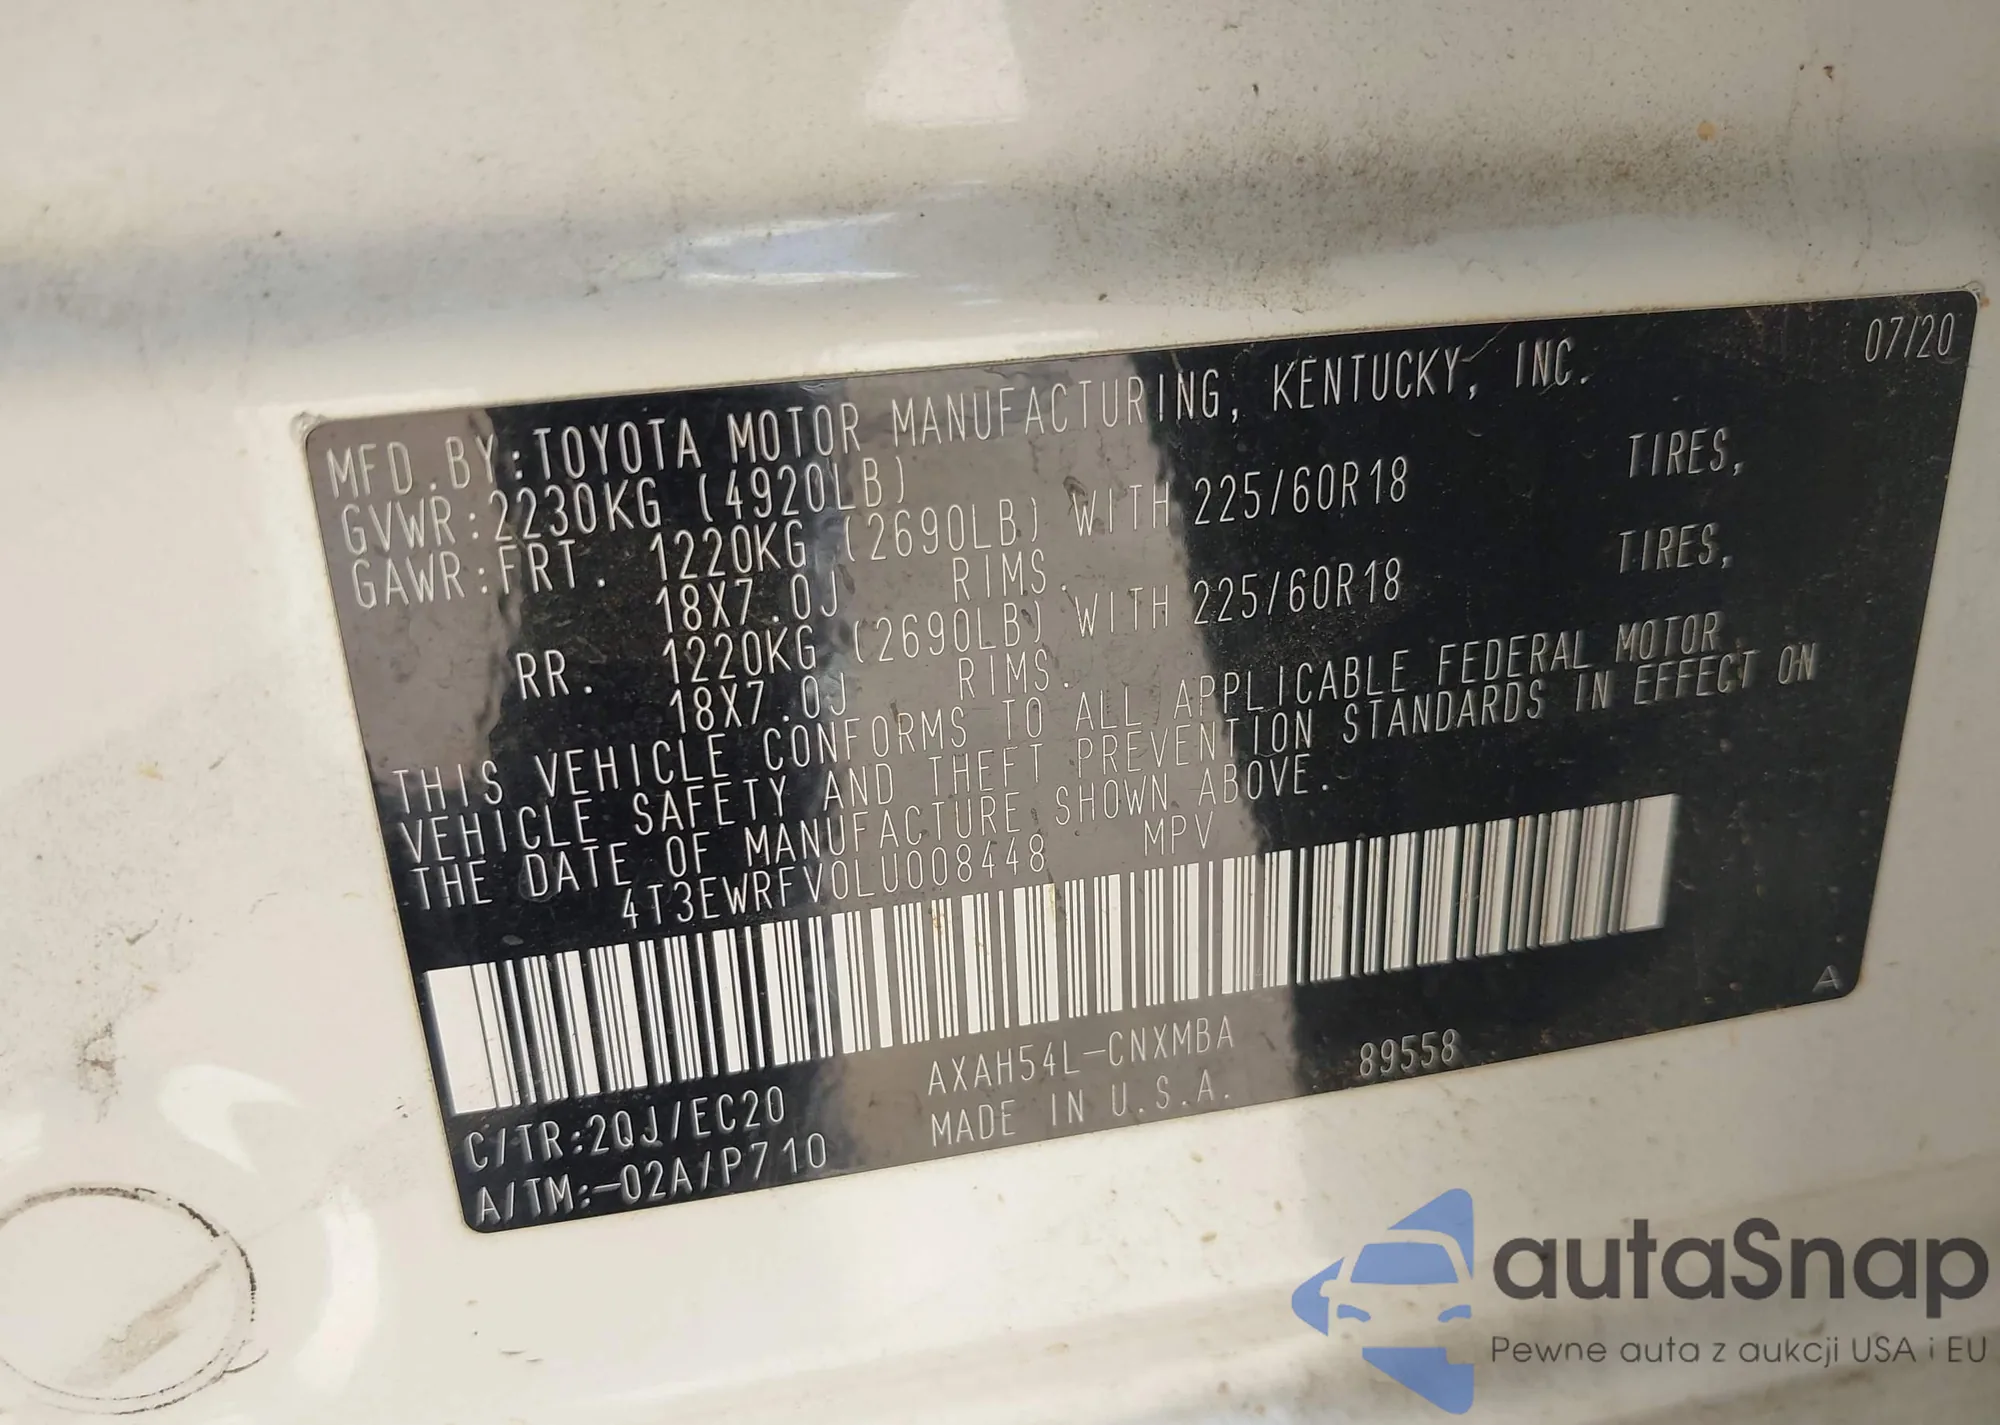 07/20
MFD.BY:TOYOTA MOTOR MANUFACTURING, KENTUCKY, INC.
GVWR:2230KG (4920LB)
GAWR:FRT. 1220KG (2690LB) WITH 225/60R18 TIRES,
18X7.0J RIMS.
RR. 1220KG (2690LB) WITH 225/60R18 TIRES,
18X7.0J RIMS.
THIS VEHICLE CONFORMS TO ALL APPLICABLE FEDERAL MOTOR
VEHICLE SAFETY AND THEFT PREVENTION STANDARDS IN EFFECT ON
THE DATE OF MANUFACTURE SHOWN ABOVE.
4T3EWRFV0LU008448 MPV
A
C/TR:2QJ/EC20 AXAH54L-CNXMBA 89558
A/TM:-02A/P710 MADE IN U.S.A.
autaSnap
Pewne auta z aukcji USA i EU